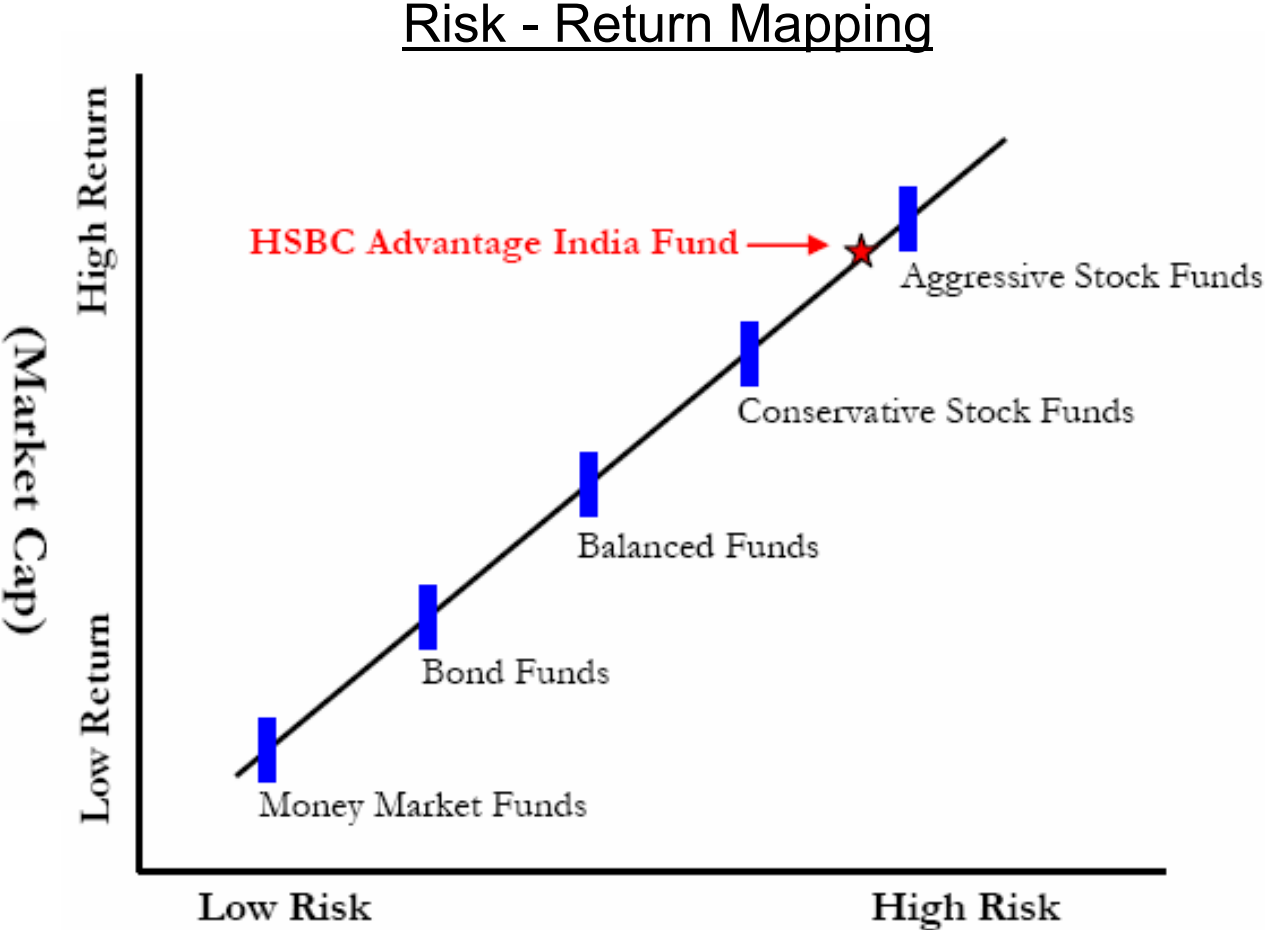 Risk - Return Mapping
High Return
(Market Cap)
Low Return
HSBC Advantage India Fund
Aggressive Stock Funds
Conservative Stock Funds
Balanced Funds
Bond Funds
Money Market Funds
Low Risk
High Risk